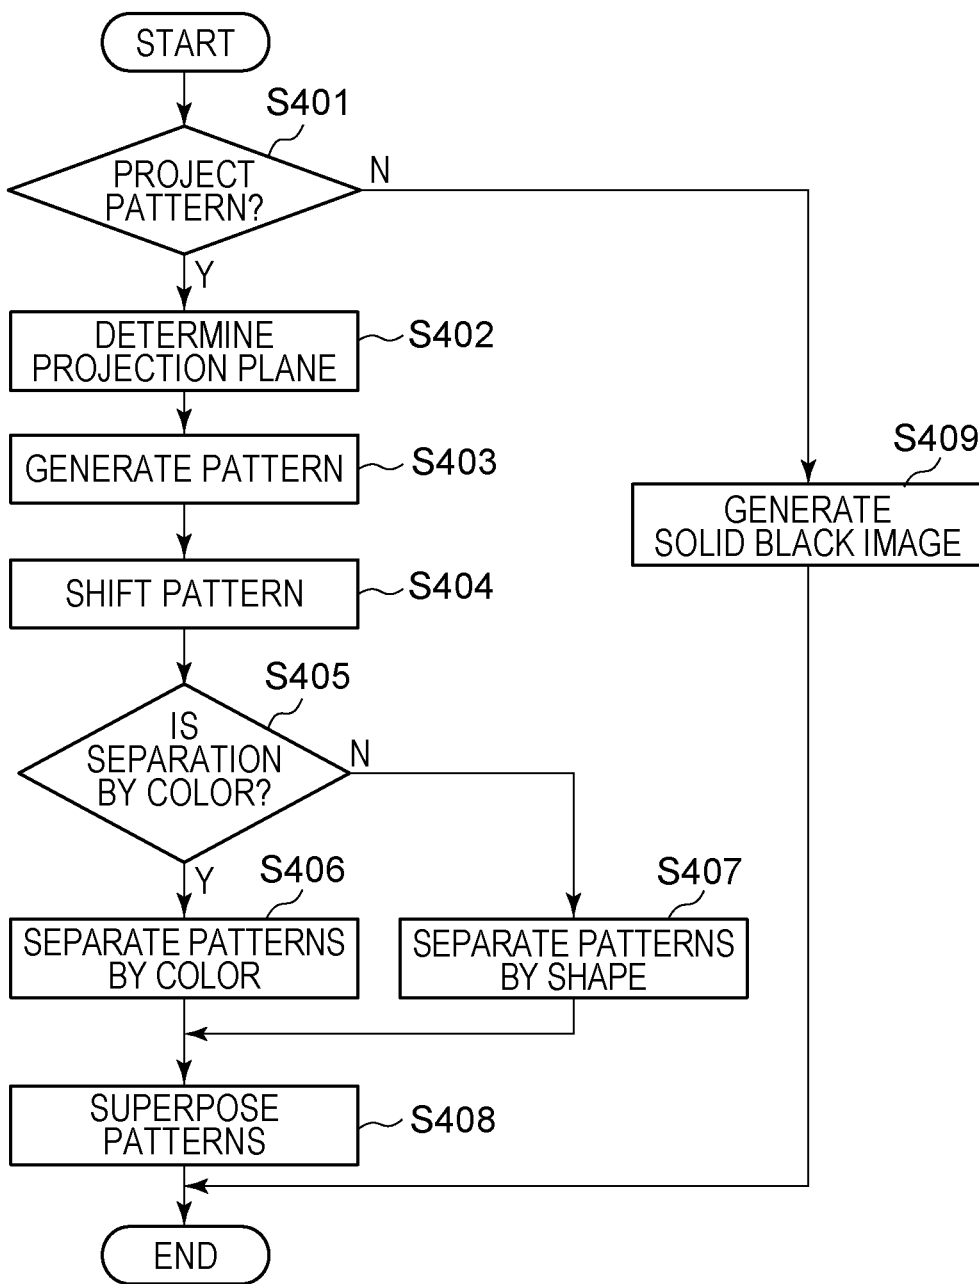 START
S401
PROJECT
PATTERN?
N
Y
DETERMINE
PROJECTION PLANE
S402
GENERATE PATTERN
S403
S409
GENERATE
SOLID BLACK IMAGE
SHIFT PATTERN
S404
S405
IS
SEPARATION
BY COLOR?
N
Y
S406
S407
SEPARATE PATTERNS
BY COLOR
SEPARATE PATTERNS
BY SHAPE
SUPERPOSE
PATTERNS
S408
END